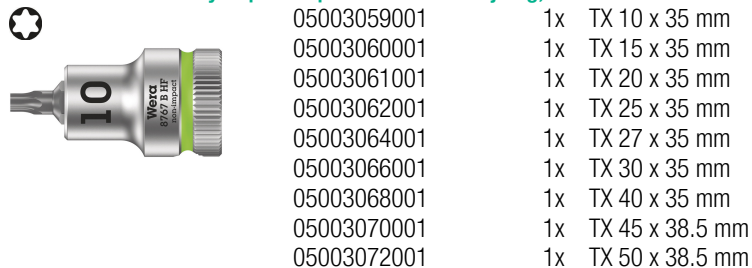 05003059001 1x TX 10 x 35 mm
05003060001 1x TX 15 x 35 mm
05003061001 1x TX 20 x 35 mm
05003062001 1x TX 25 x 35 mm
05003064001 1x TX 27 x 35 mm
05003066001 1x TX 30 x 35 mm
05003068001 1x TX 40 x 35 mm
05003070001 1x TX 45 x 38.5 mm
05003072001 1x TX 50 x 38.5 mm
10
Wera
8767 B HF
non-impact